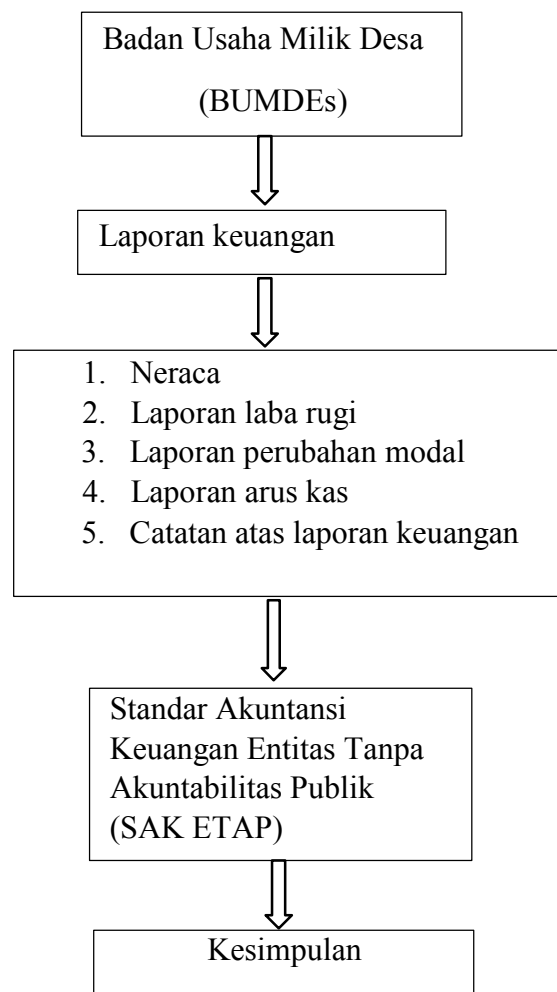 Badan Usaha Milik Desa
(BUMDEs)
Laporan keuangan
1. Neraca
2. Laporan laba rugi
3. Laporan perubahan modal
4. Laporan arus kas
5. Catatan atas laporan keuangan
Standar Akuntansi
Keuangan Entitas Tanpa
Akuntabilitas Publik
(SAK ETAP)
Kesimpulan